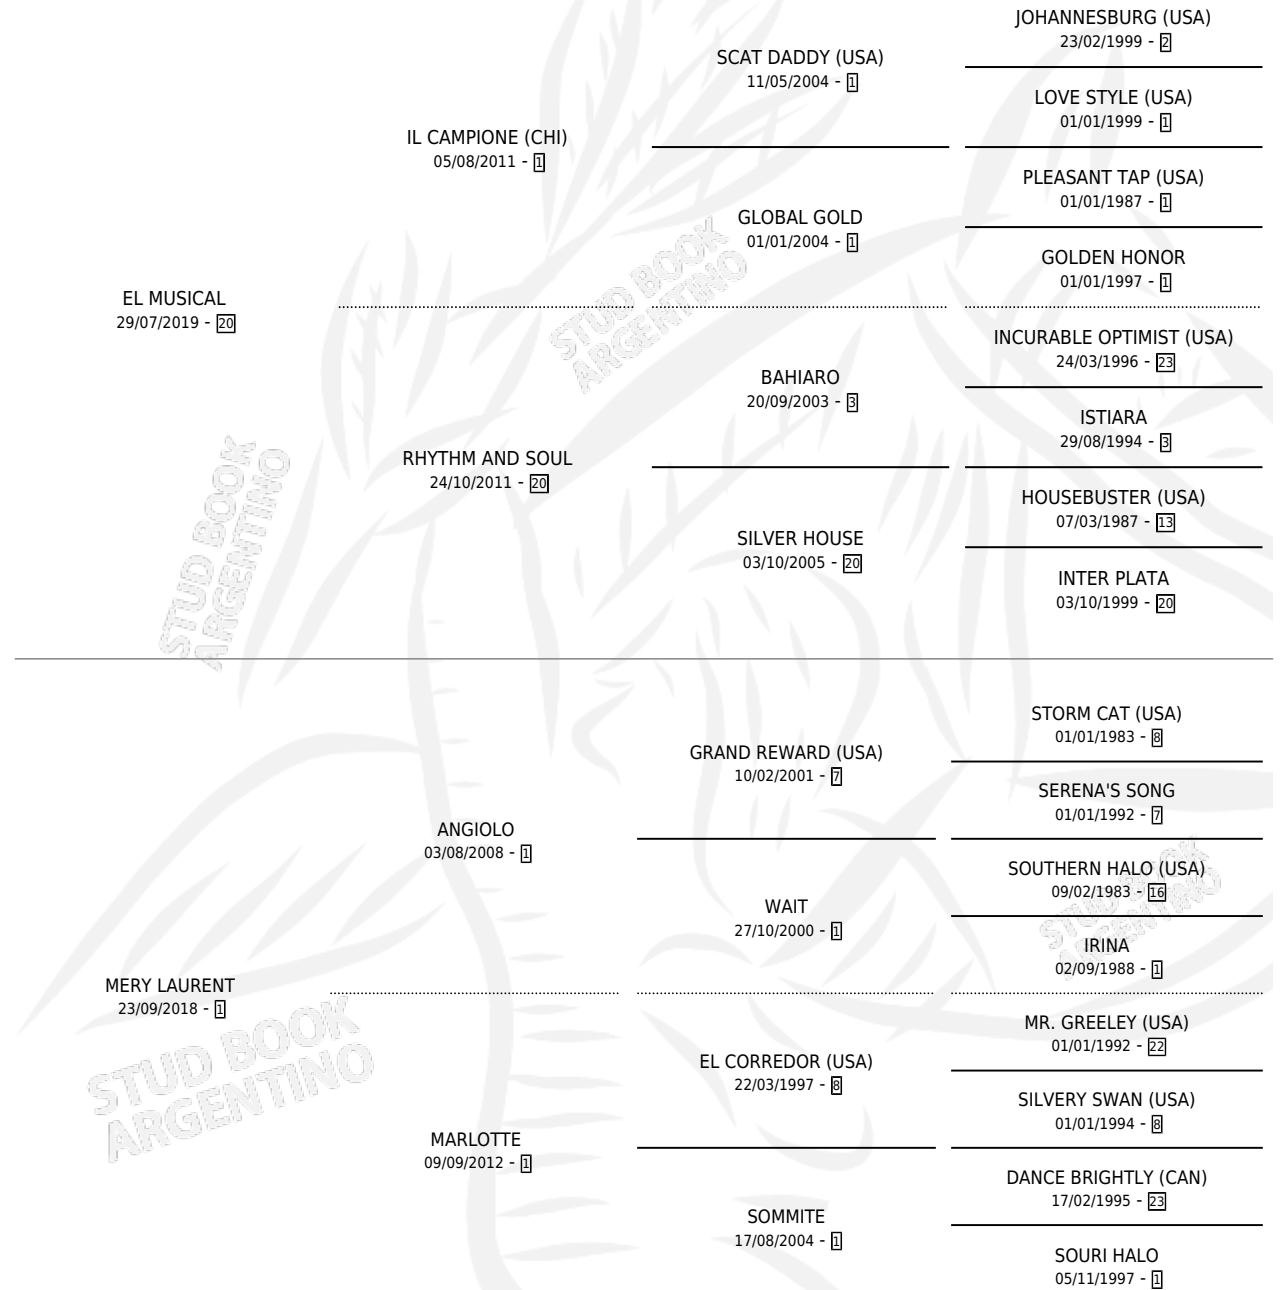 JOHANNESBURG (USA)
23/02/1999 - 2
SCAT DADDY (USA)
11/05/2004 - 1
LOVE STYLE (USA)
01/01/1999 - 1
IL CAMPIONE (CHI)
05/08/2011 - 1
PLEASANT TAP (USA)
01/01/1987 - 1
GLOBAL GOLD
01/01/2004 - 1
GOLDEN HONOR
01/01/1997 - 1
EL MUSICAL
29/07/2019 - 20
STUD BOOK
ARGENTINO
INCURABLE OPTIMIST (USA)
24/03/1996 - 23
BAHIARO
20/09/2003 - 3
ISTIARA
29/08/1994 - 3
RHYTHM AND SOUL
24/10/2011 - 20
HOUSEBUSTER (USA)
07/03/1987 - 13
SILVER HOUSE
03/10/2005 - 20
INTER PLATA
03/10/1999 - 20
STUD BOOK
ARGENTINO
STORM CAT (USA)
01/01/1983 - 8
GRAND REWARD (USA)
10/02/2001 - 7
SERENA'S SONG
01/01/1992 - 7
ANGIOLO
03/08/2008 - 1
SOUTHERN HALO (USA)
09/02/1983 - 16
WAIT
27/10/2000 - 1
STUD BOOK
ARGENTINO
IRINA
02/09/1988 - 1
MERY LAURENT
23/09/2018 - 1
STUD BOOK
ARGENTINO
MR. GREELEY (USA)
01/01/1992 - 22
EL CORREDOR (USA)
22/03/1997 - 8
SILVERY SWAN (USA)
01/01/1994 - 8
MARLOTTE
09/09/2012 - 1
DANCE BRIGHTLY (CAN)
17/02/1995 - 23
SOMMITE
17/08/2004 - 1
SOURI HALO
05/11/1997 - 1